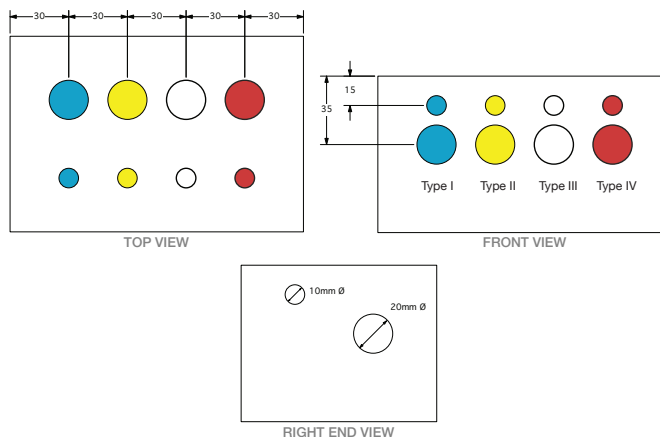 30 30 30 30 30
TOP VIEW
15
35
Type I Type II Type III Type IV
FRONT VIEW
10mm Ø
20mm Ø
RIGHT END VIEW